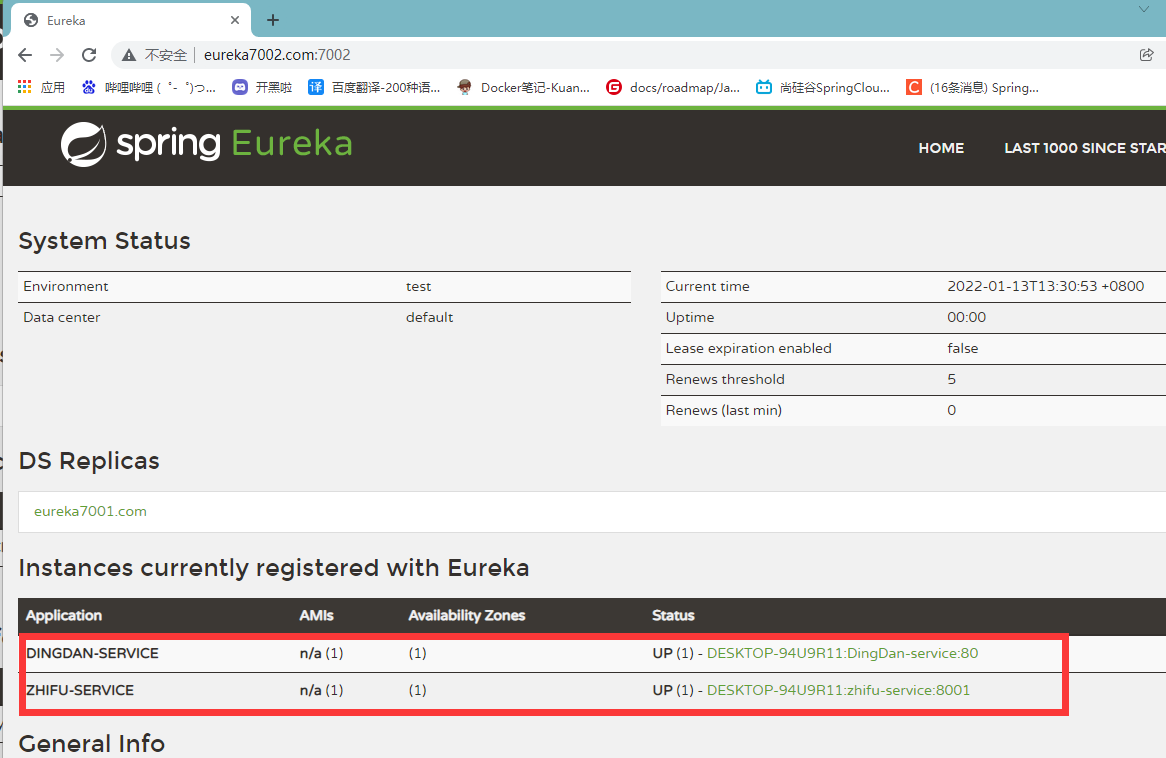 Eureka
不安全 eureka7002.com:7002
应用 哔哩哔哩 ( ゜- ゜)つ... 开黑啦 百度翻译-200种语... Docker笔记-Kuan... docs/roadmap/Ja... 尚硅谷SpringClou... (16条消息) Spring...
spring Eureka HOME LAST 1000 SINCE STAR
System Status
Environment test Current time 2022-01-13T13:30:53 +0800
Data center default Uptime 00:00
Lease expiration enabled false
Renews threshold 5
Renews (last min) 0
DS Replicas
eureka7001.com
Instances currently registered with Eureka
Application AMIs Availability Zones Status
DINGDAN-SERVICE n/a (1) (1) UP (1) - DESKTOP-94U9R11:DingDan-service:80
ZHIFU-SERVICE n/a (1) (1) UP (1) - DESKTOP-94U9R11:zhifu-service:8001
General Info